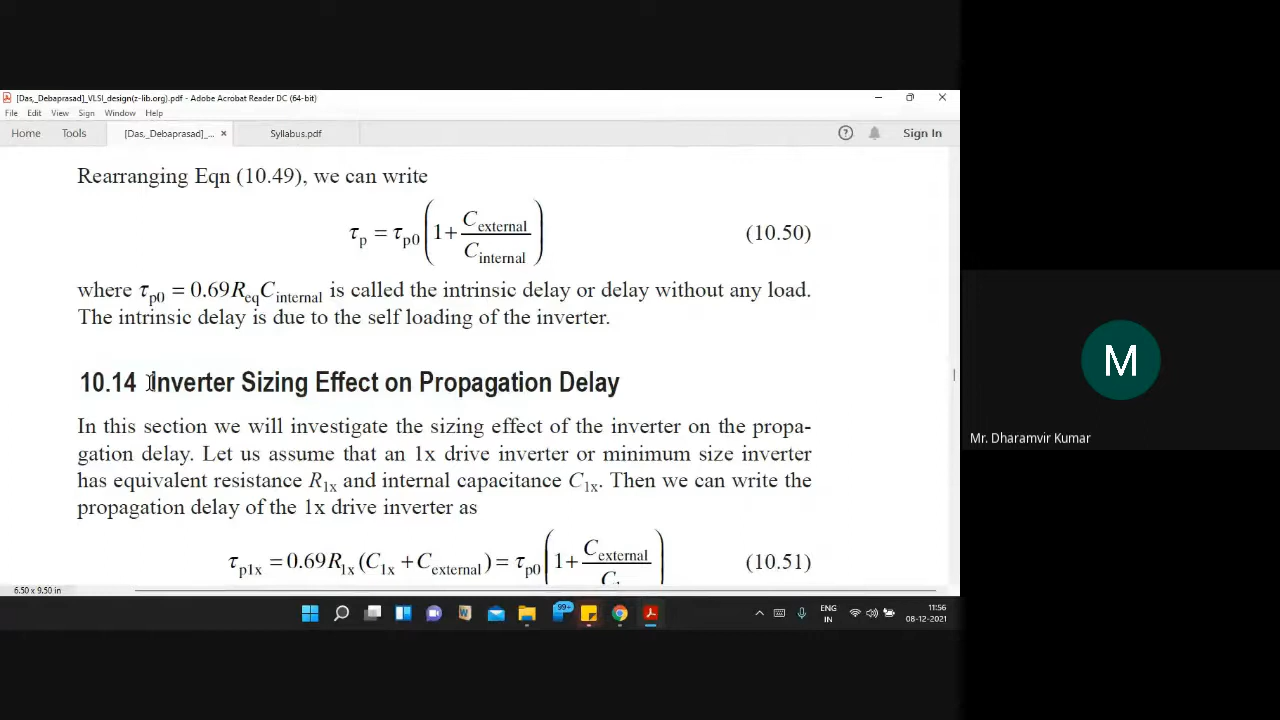 [Das,_Debaprasad]_VLSI_design(z-lib.org).pdf - Adobe Acrobat Reader DC (64-bit)
File Edit View Sign Window Help
Home Tools [Das,_Debaprasad]_... × Syllabus.pdf Sign In
Rearranging Eqn (10.49), we can write
τp = τp0 (1 + Cexternal / Cinternal) (10.50)
where τp0 = 0.69ReqCinternal is called the intrinsic delay or delay without any load.
The intrinsic delay is due to the self loading of the inverter.
10.14 Inverter Sizing Effect on Propagation Delay
In this section we will investigate the sizing effect of the inverter on the propa-
gation delay. Let us assume that an 1x drive inverter or minimum size inverter
has equivalent resistance R1x and internal capacitance C1x. Then we can write the
propagation delay of the 1x drive inverter as
τp1x = 0.69R1x (C1x + Cexternal) = τp0 (1 + Cexternal / C (10.51)
6.50 x 9.50 in
99+
ENG
IN
11:56
08-12-2021
M
Mr. Dharamvir Kumar